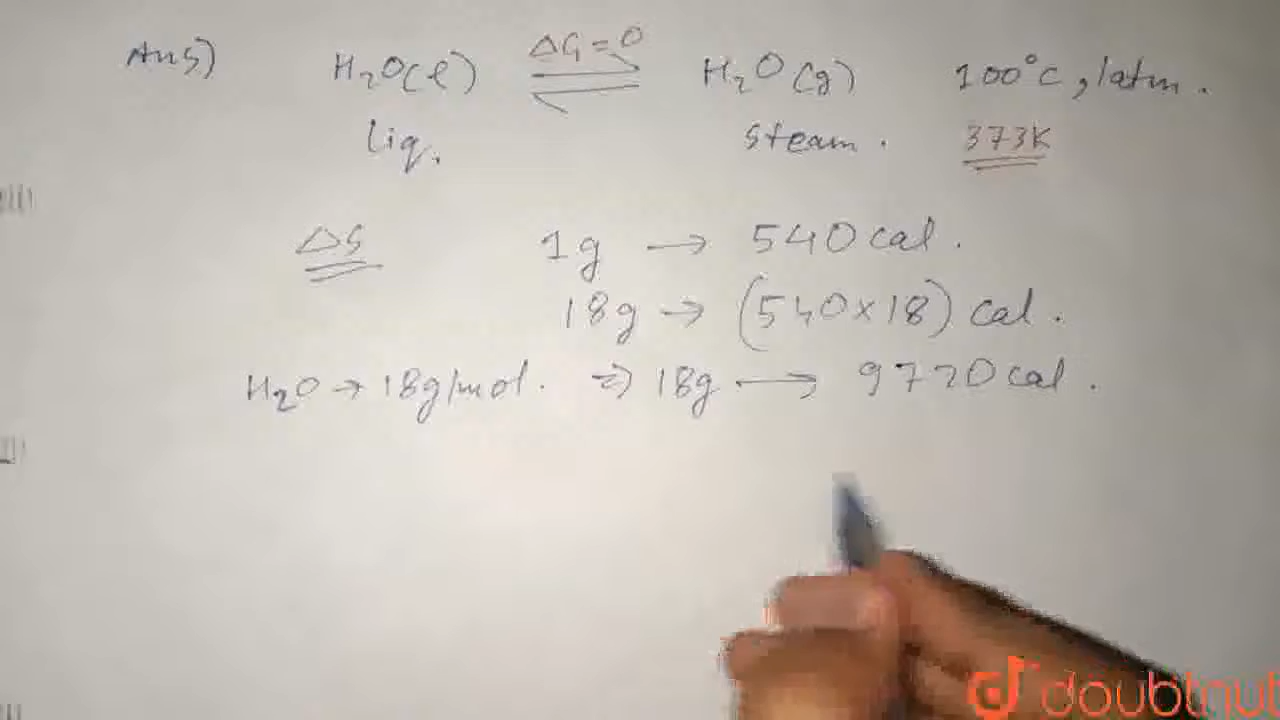 Ans) H₂O(l) ⇌ ΔG = 0 H₂O(g) 100°C, 1atm.
liq. steam. 373K
ΔS 1g → 540 cal.
18g → (540×18) cal.
H₂O → 18g/mol. ⇒ 18g → 9720 cal.
doubtnut